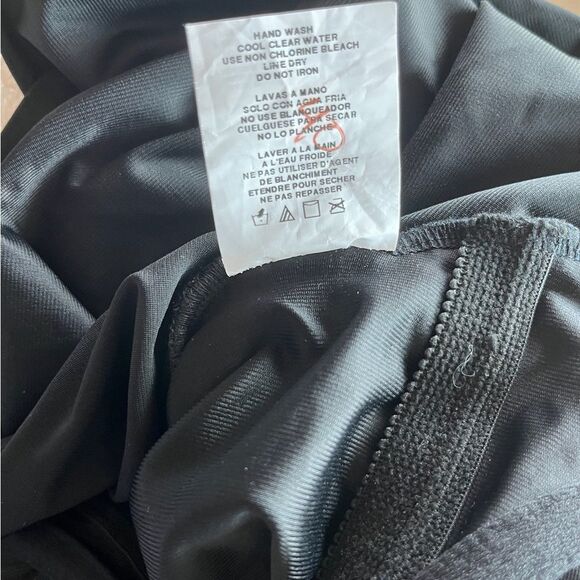 HAND WASH
COOL CLEAR WATER
USE NON CHLORINE BLEACH
LINE DRY
DO NOT IRON
LAVAS A MANO
SOLO CON AGUA FRIA
NO USE BLANQUEADOR
CUELGUESE PARA SECAR
NO LO PLANCHE
LAVER A LA MAIN
A L'EAU FROIDE
NE PAS UTILISER D'AGENT
DE BLANCHIMENT
ETENDRE POUR SECHER
NE PAS REPASSER